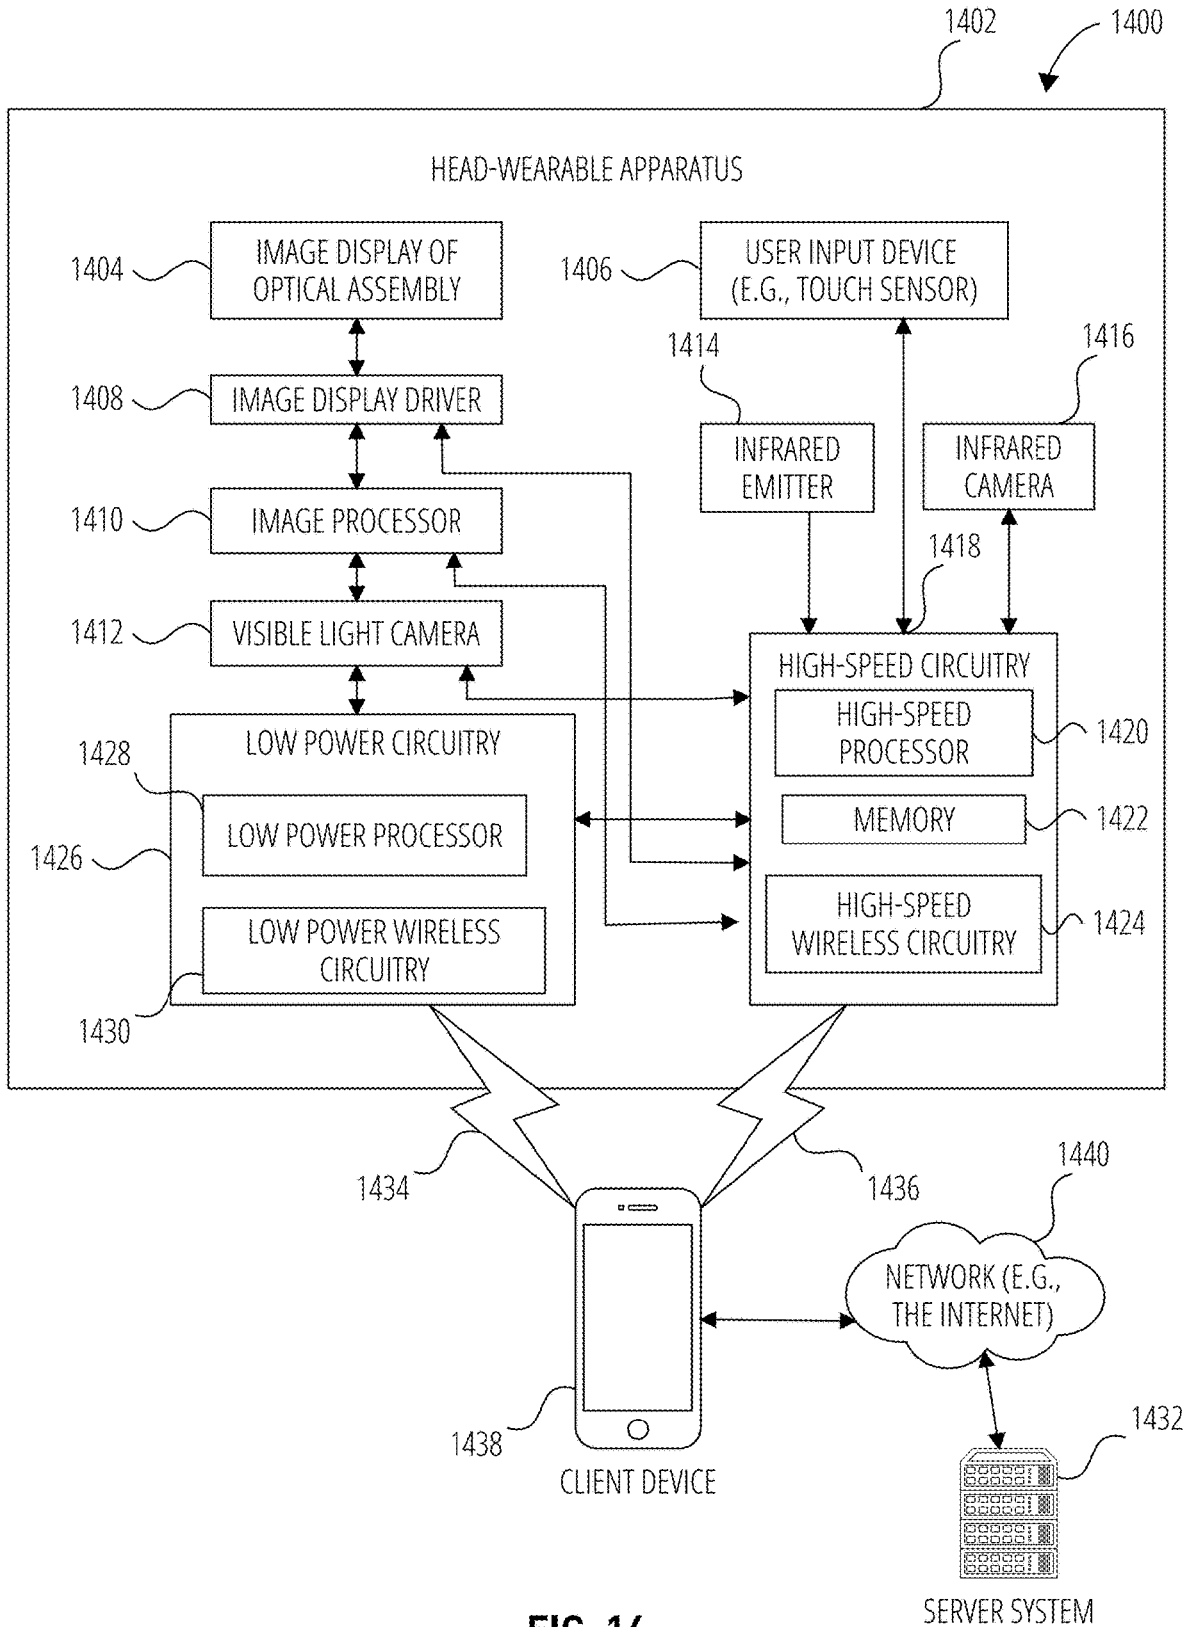 1402
1400
HEAD-WEARABLE APPARATUS
1404
IMAGE DISPLAY OF
OPTICAL ASSEMBLY
1406
USER INPUT DEVICE
(E.G., TOUCH SENSOR)
1414
1416
1408
IMAGE DISPLAY DRIVER
INFRARED
EMITTER
INFRARED
CAMERA
1410
IMAGE PROCESSOR
1418
1412
VISIBLE LIGHT CAMERA
HIGH-SPEED CIRCUITRY
HIGH-SPEED
PROCESSOR
1420
LOW POWER CIRCUITRY
1428
LOW POWER PROCESSOR
MEMORY
1422
1426
LOW POWER WIRELESS
CIRCUITRY
HIGH-SPEED
WIRELESS CIRCUITRY
1424
1430
1434
1436
1440
NETWORK (E.G.,
THE INTERNET)
1438
CLIENT DEVICE
1432
SERVER SYSTEM
FIG. 14